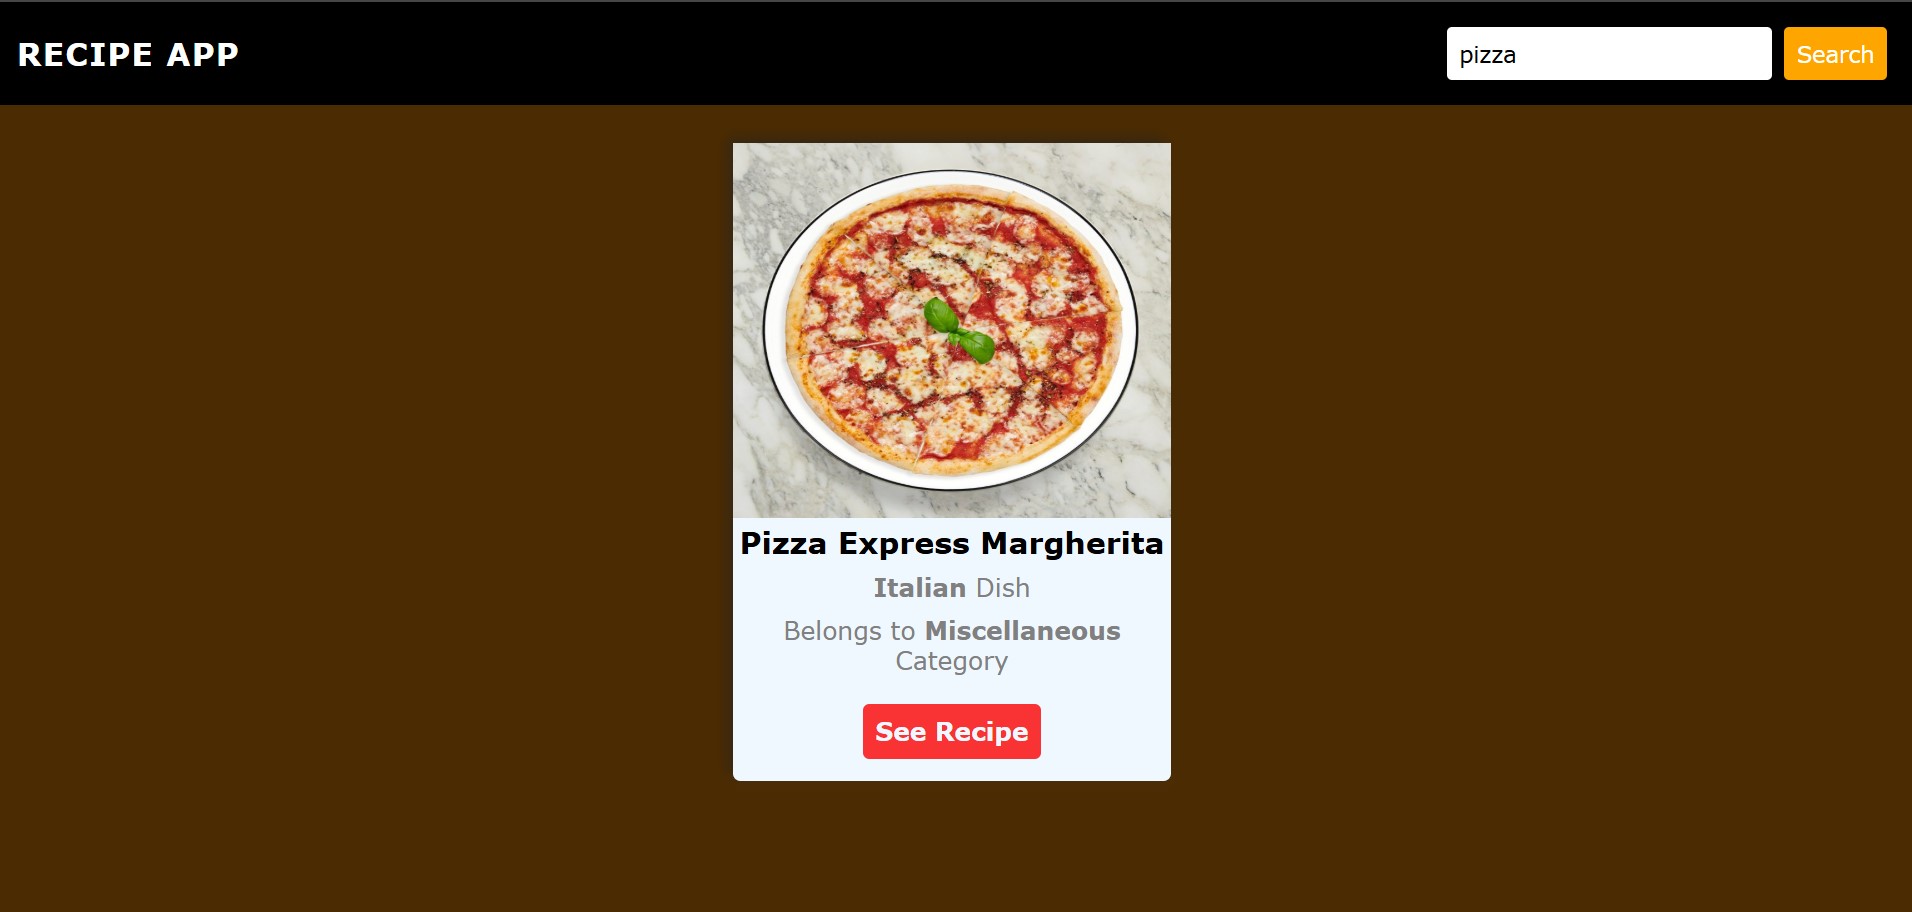 RECIPE APP
pizza
Search
Pizza Express Margherita
Italian Dish
Belongs to Miscellaneous
Category
See Recipe